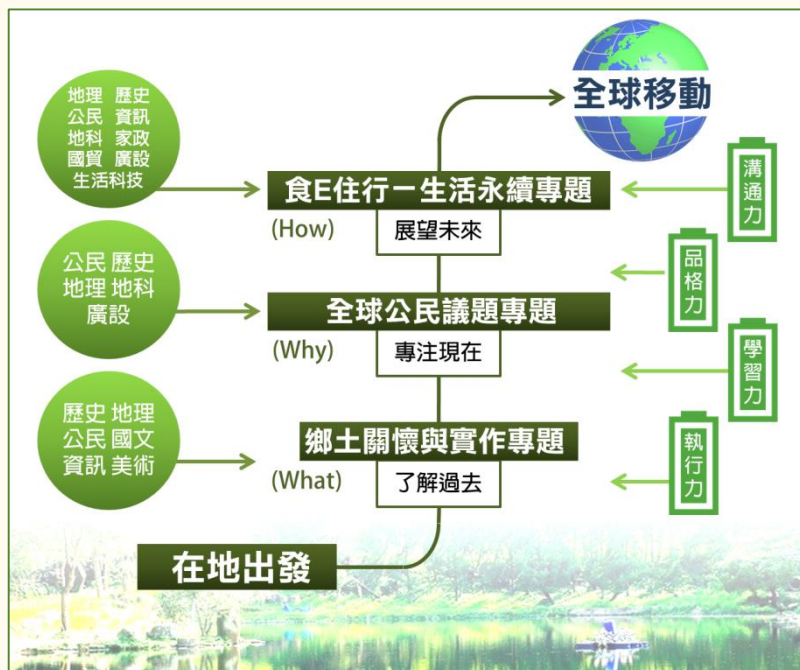 全球移動
地理 歷史
公民 資訊
地科 家政
國貿 廣設
生活科技
食E住行－生活永續專題
(How)
展望未來
溝通力
公民 歷史
地理 地科
廣設
全球公民議題專題
(Why)
專注現在
品格力
學習力
歷史 地理
公民 國文
資訊 美術
鄉土關懷與實作專題
(What)
了解過去
執行力
在地出發